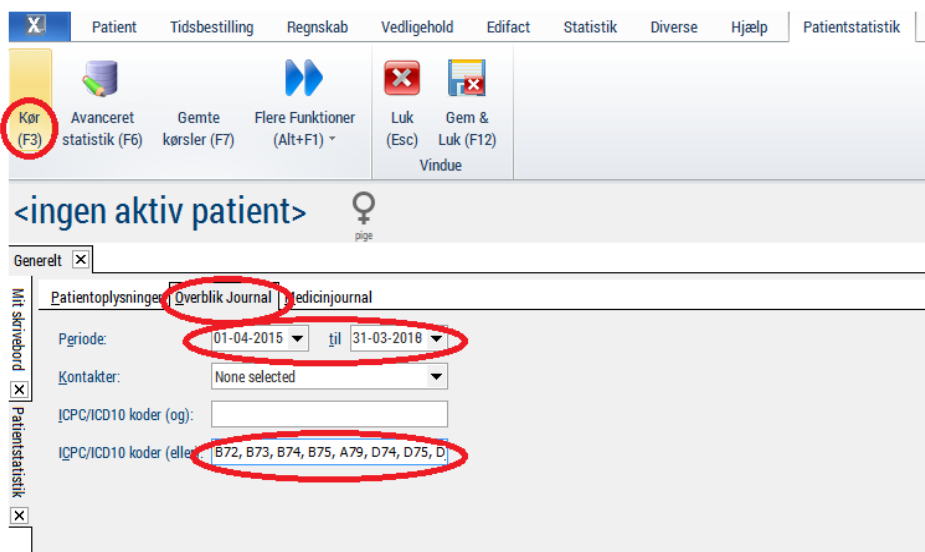 X Patient Tidsbestilling Regnskab Vedligehold Edifact Statistik Diverse Hjælp Patientstatistik
Kør Avanceret Gemte Flere Funktioner Luk Gem &
(F3) statistik (F6) kørsler (F7) (Alt+F1) (Esc) Luk (F12)
Vindue
<ingen aktiv patient>
pige
Generelt
Mit skrivebord
Patientstatistik
Patientoplysninger Overblik Journal Medicinjournal
Periode: 01-04-2015 til 31-03-2018
Kontakter: None selected
ICPC/ICD10 koder (og):
ICPC/ICD10 koder (eller): B72, B73, B74, B75, A79, D74, D75, D